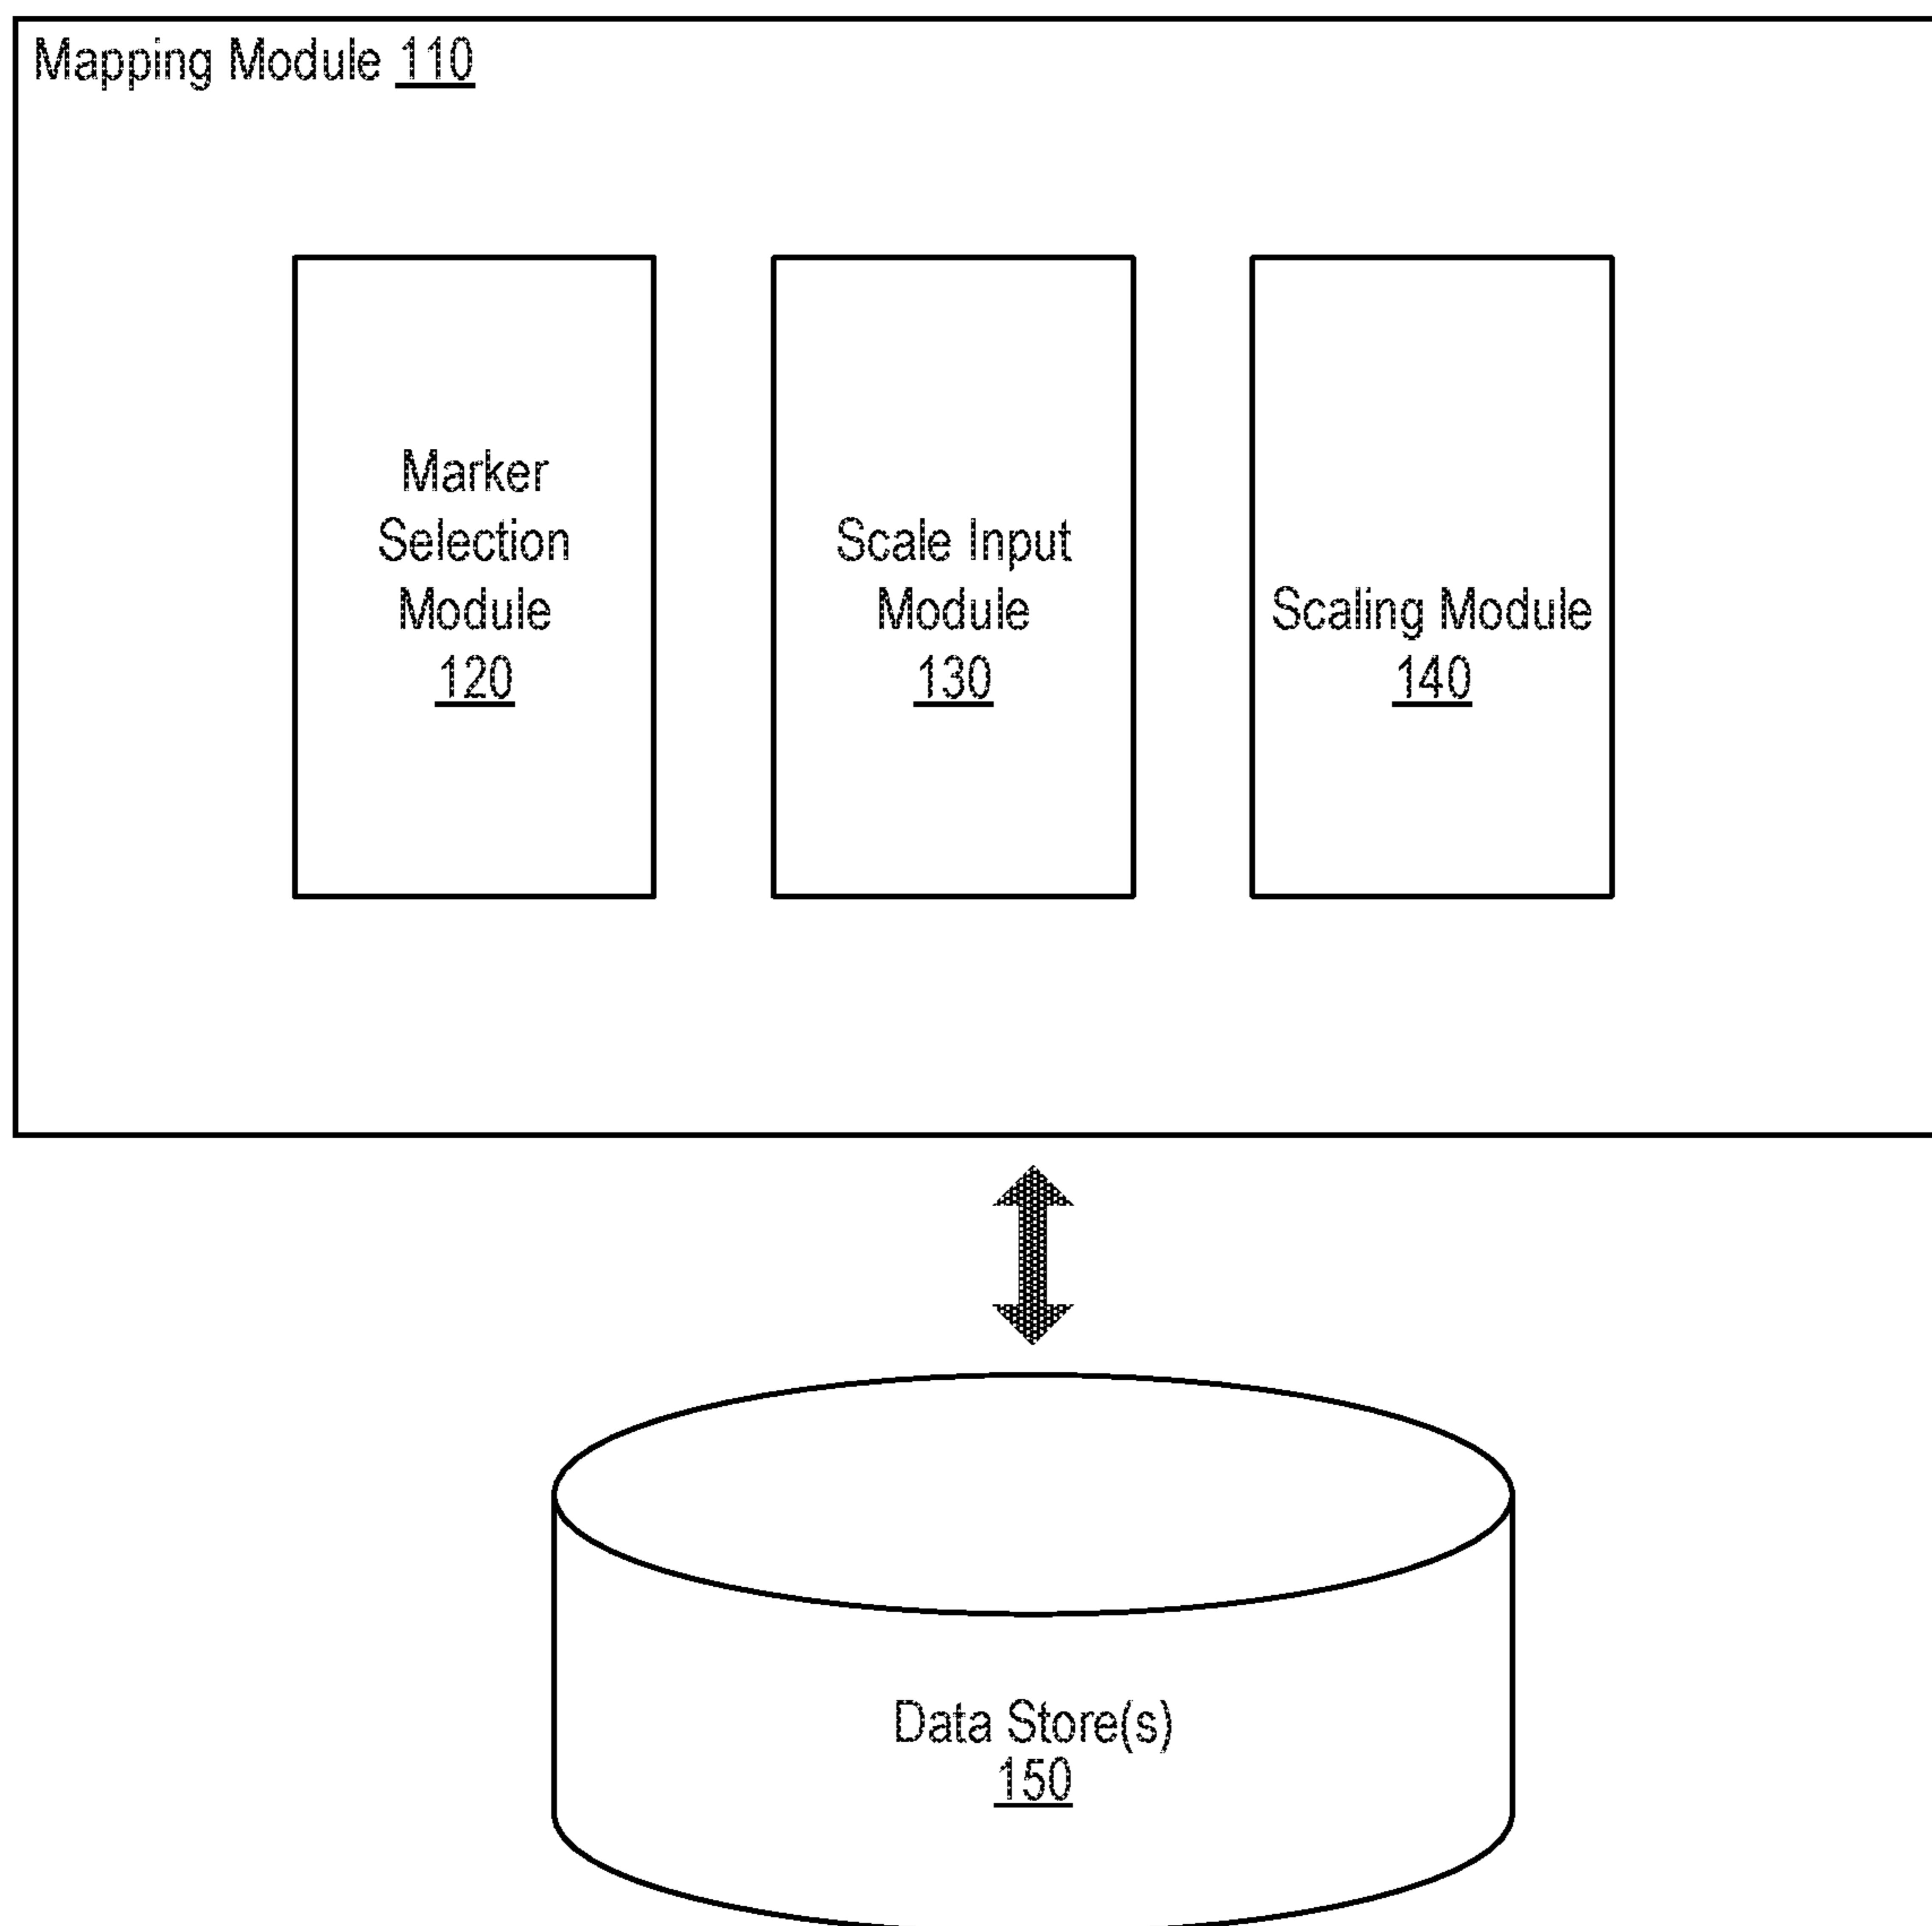 Mapping Module 110
Marker
Selection
Module
120
Scale Input
Module
130
Scaling Module
140
Data Store(s)
150